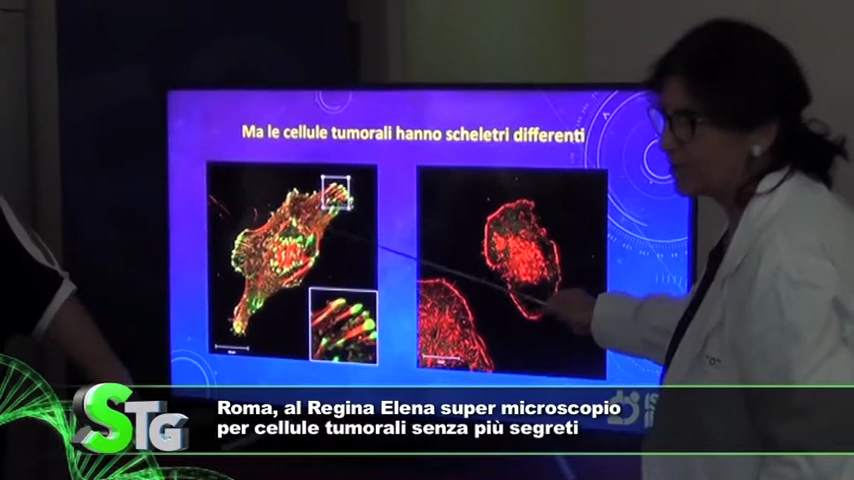 Ma le cellule tumorali hanno scheletri differenti
STG
Roma, al Regina Elena super microscopio
per cellule tumorali senza più segreti